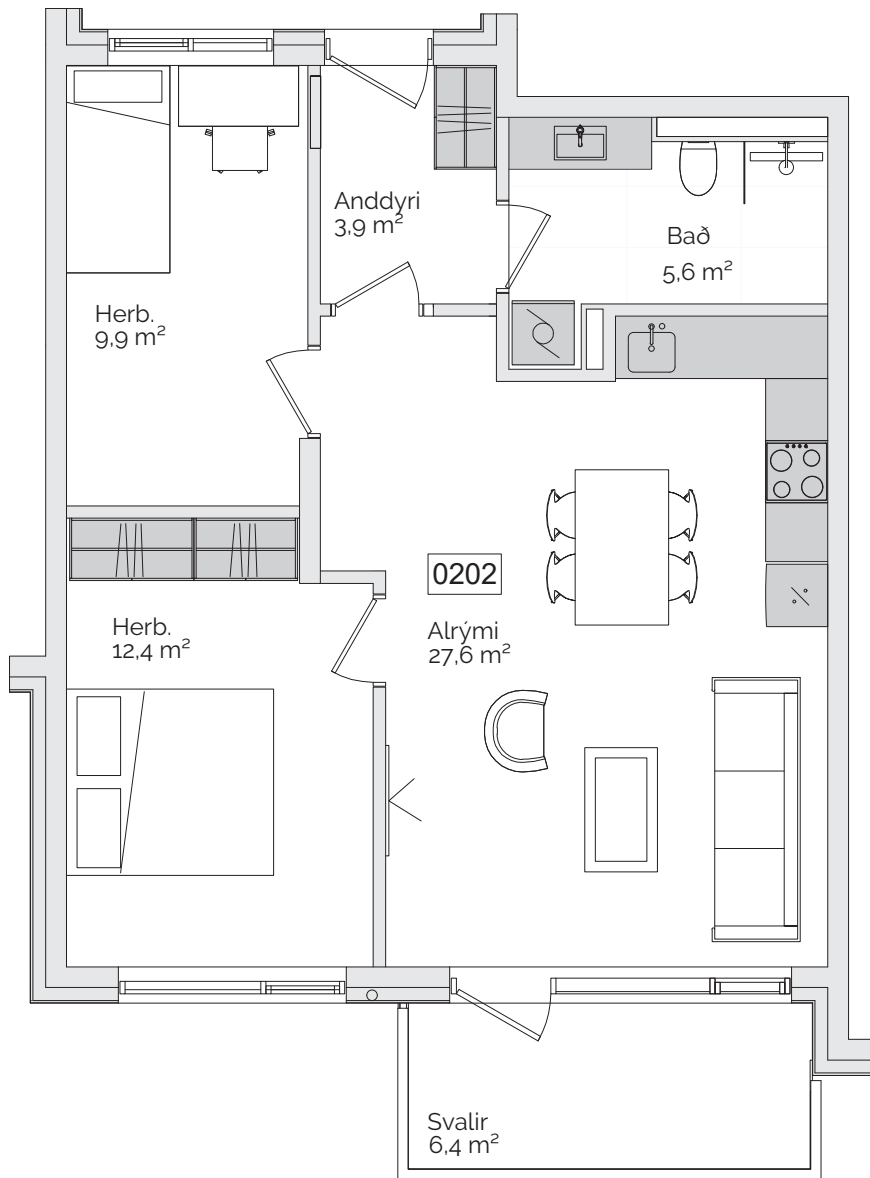 Anddyri
3,9 m²
Bað
5,6 m²
Herb.
9,9 m²
0202
Herb.
12,4 m²
Alrými
27,6 m²
Svalir
6,4 m²